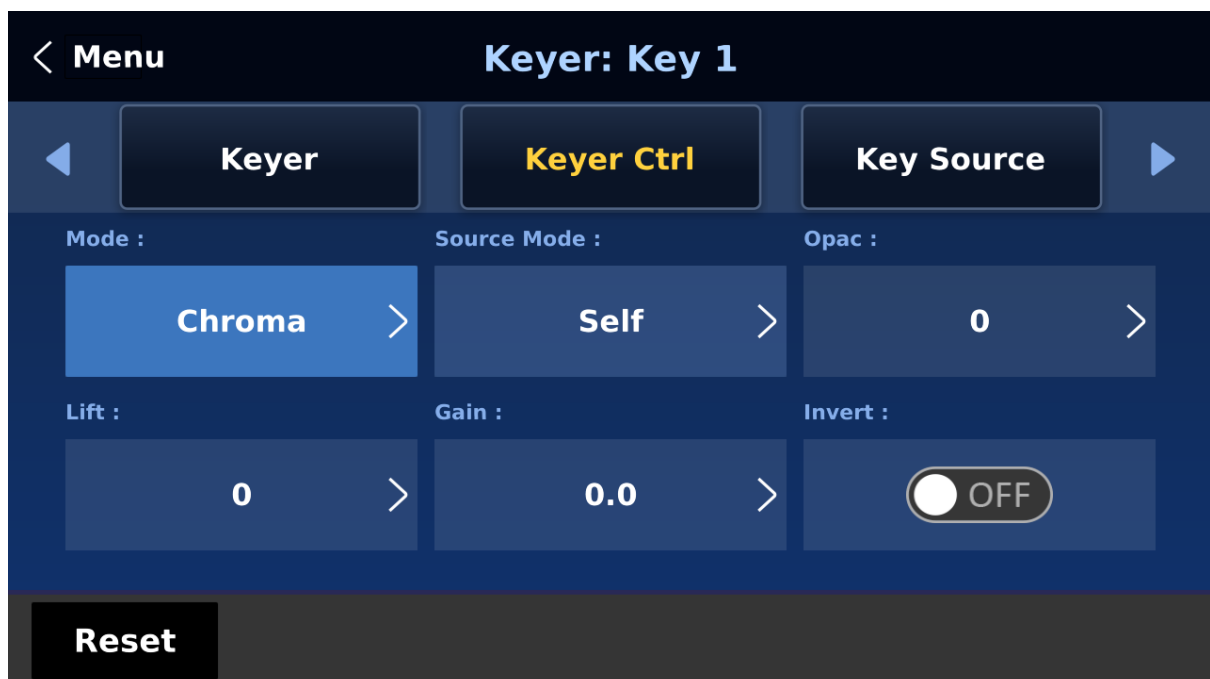 Menu
Keyer: Key 1
Keyer
Keyer Ctrl
Key Source
Mode :
Source Mode :
Opac :
Chroma
Self
0
Lift :
Gain :
Invert :
0
0.0
OFF
Reset